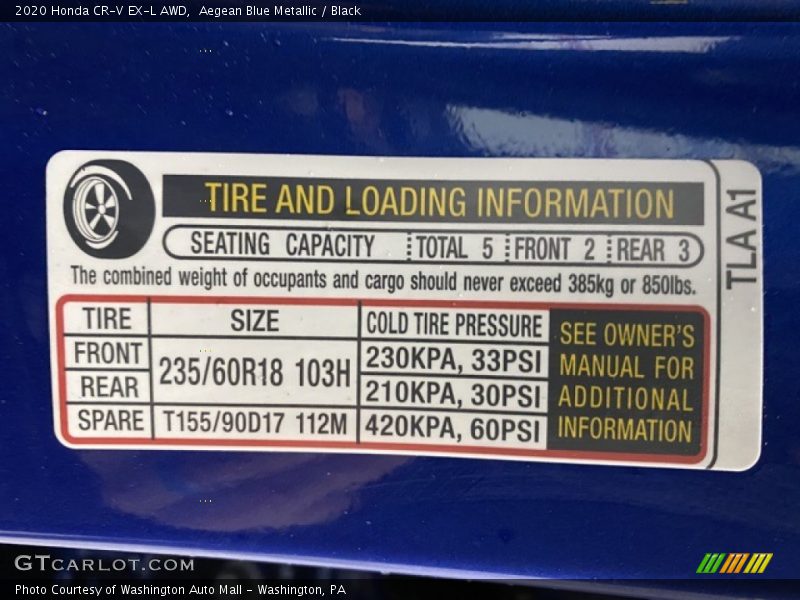 2020 Honda CR-V EX-L AWD, Aegean Blue Metallic / Black
TIRE AND LOADING INFORMATION
SEATING CAPACITY TOTAL 5 FRONT 2 REAR 3
The combined weight of occupants and cargo should never exceed 385kg or 850lbs.
TIRE SIZE COLD TIRE PRESSURE
FRONT 235/60R18 103H 230KPA, 33PSI
REAR 210KPA, 30PSI
SPARE T155/90D17 112M 420KPA, 60PSI
SEE OWNER'S
MANUAL FOR
ADDITIONAL
INFORMATION
TLA A1
GTCARLOT.COM
Photo Courtesy of Washington Auto Mall - Washington, PA